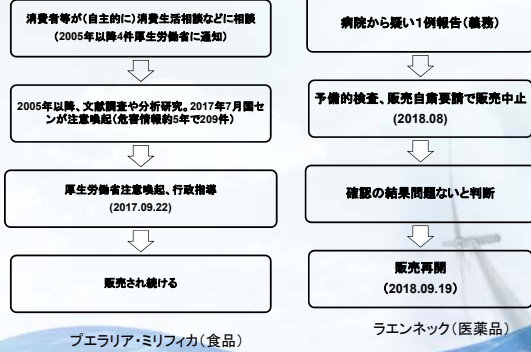 消費者等が（自主的に）消費生活相談などに相談
（2005年以降4件厚生労働省に通知）
2005年以降、文献調査や分析研究。2017年7月国セ
ンが注意喚起（危害情報約5年で209件）
厚生労働省注意喚起、行政指導
(2017.09.22)
販売され続ける
プエラリア・ミリフィカ（食品）
病院から疑い１例報告（義務）
予備的検査、販売自粛要請で販売中止
(2018.08)
確認の結果問題ないと判断
販売再開
（2018.09.19）
ラエンネック（医薬品）